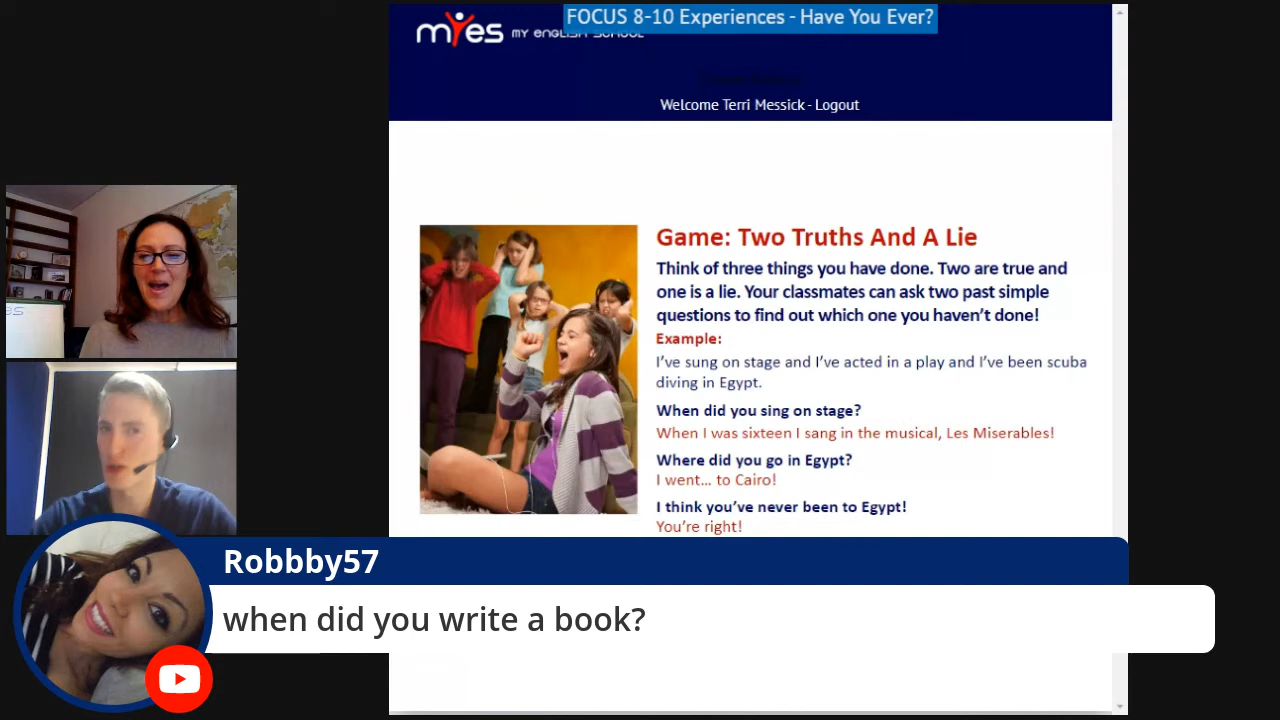 FOCUS 8-10 Experiences - Have You Ever?
myes MY ENGLISH SCHOOL
Welcome Terri Messick - Logout
Game: Two Truths And A Lie
Think of three things you have done. Two are true and
one is a lie. Your classmates can ask two past simple
questions to find out which one you haven't done!
Example:
I've sung on stage and I've acted in a play and I've been scuba
diving in Egypt.
When did you sing on stage?
When I was sixteen I sang in the musical, Les Miserables!
Where did you go in Egypt?
I went... to Cairo!
I think you've never been to Egypt!
You're right!
Robbby57
when did you write a book?